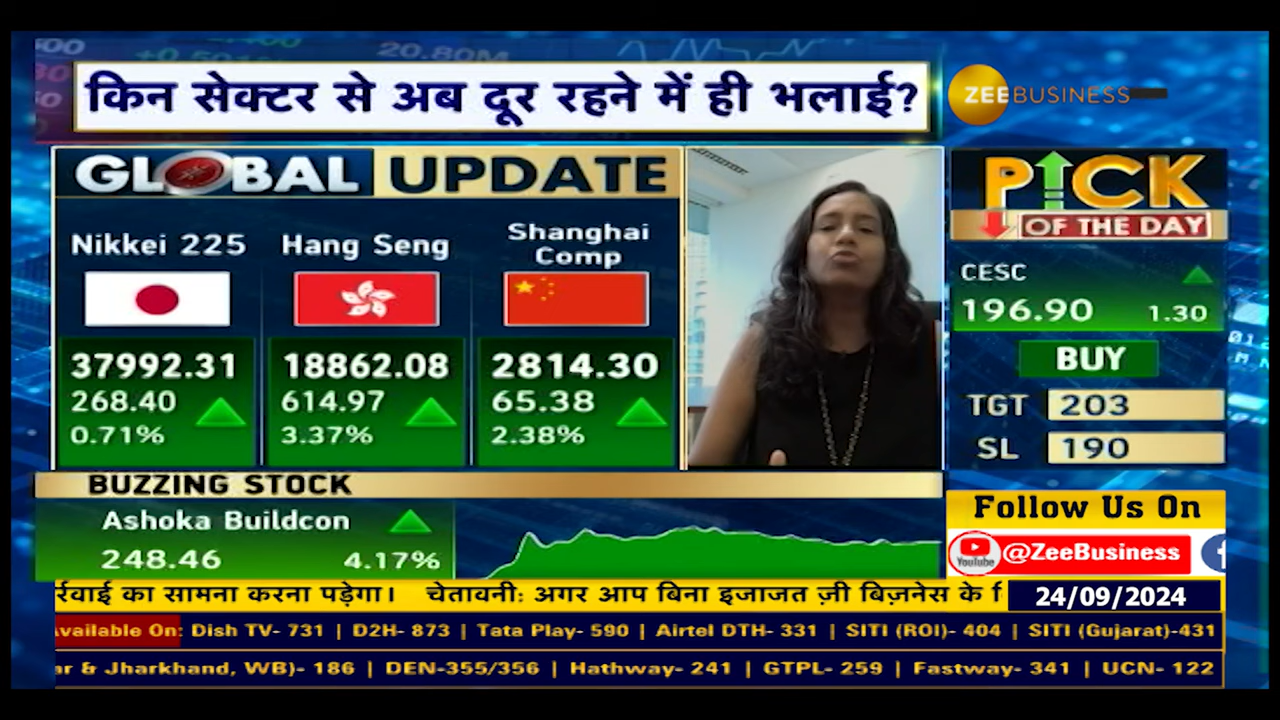 किन सेक्टर से अब दूर रहने में ही भलाई?
ZEEBUSINESS
GLOBAL UPDATE
Nikkei 225
37992.31
268.40
0.71%
Hang Seng
18862.08
614.97
3.37%
Shanghai
Comp
2814.30
65.38
2.38%
PICK
OF THE DAY
CESC
196.90 1.30
BUY
TGT 203
SL 190
BUZZING STOCK
Ashoka Buildcon
248.46 4.17%
Follow Us On
YouTube @ZeeBusiness
का सामना करना पड़ेगा। चेतावनी: अगर आप बिना इजाजत ज़ी बिज़नेस के
24/09/2024
Available On: Dish TV- 731 | D2H- 873 | Tata Play- 590 | Airtel DTH- 331 | SITI (ROI)- 404 | SITI (Gujarat)-431
& Jharkhand, WB)- 186 | DEN-355/356 | Hathway- 241 | GTPL- 259 | Fastway- 341 | UCN- 122